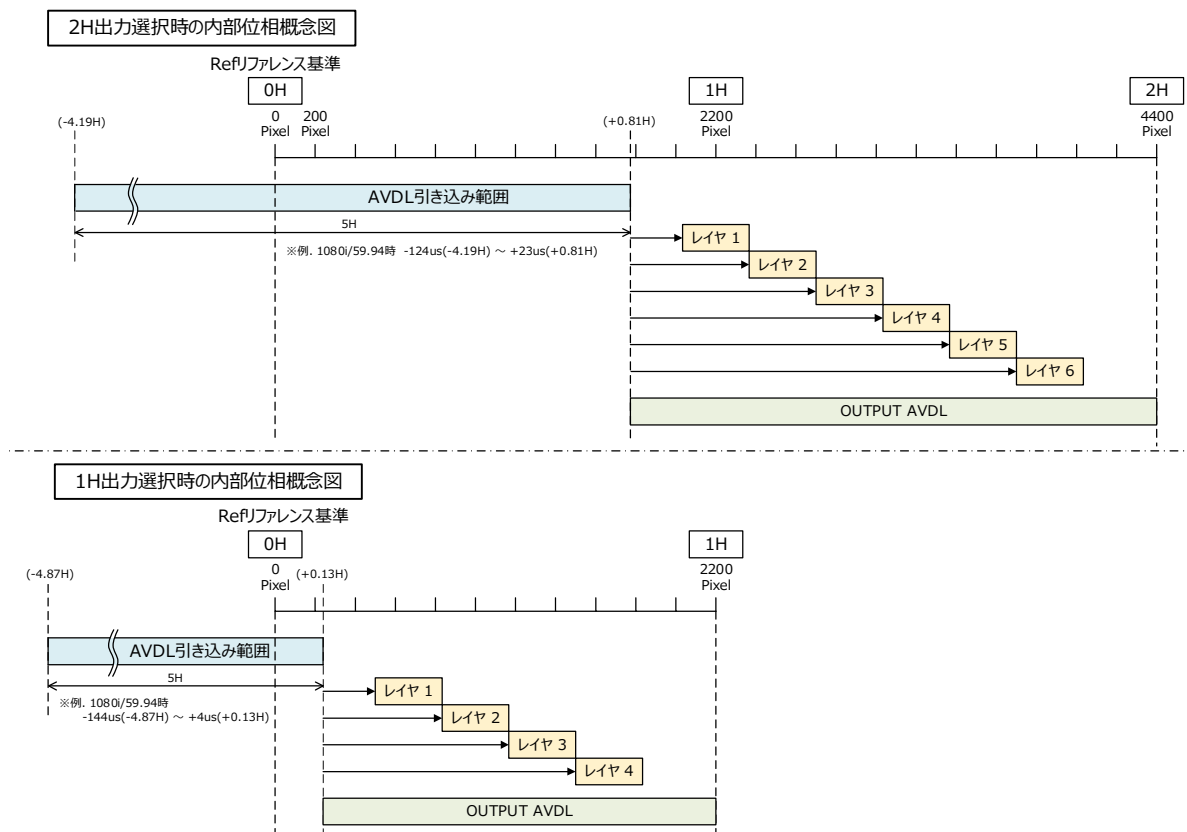 2H出力選択時の内部位相概念図
Refリファレンス基準
0H
1H
2H
0
Pixel
200
Pixel
2200
Pixel
4400
Pixel
(-4.19H)
(+0.81H)
AVDL引き込み範囲
5H
※例. 1080i/59.94時 -124us(-4.19H) ～ +23us(+0.81H)
レイヤ 1
レイヤ 2
レイヤ 3
レイヤ 4
レイヤ 5
レイヤ 6
OUTPUT AVDL
1H出力選択時の内部位相概念図
Refリファレンス基準
0H
1H
(-4.87H)
0
Pixel
(+0.13H)
2200
Pixel
AVDL引き込み範囲
5H
※例. 1080i/59.94時
-144us(-4.87H) ～ +4us(+0.13H)
レイヤ 1
レイヤ 2
レイヤ 3
レイヤ 4
OUTPUT AVDL